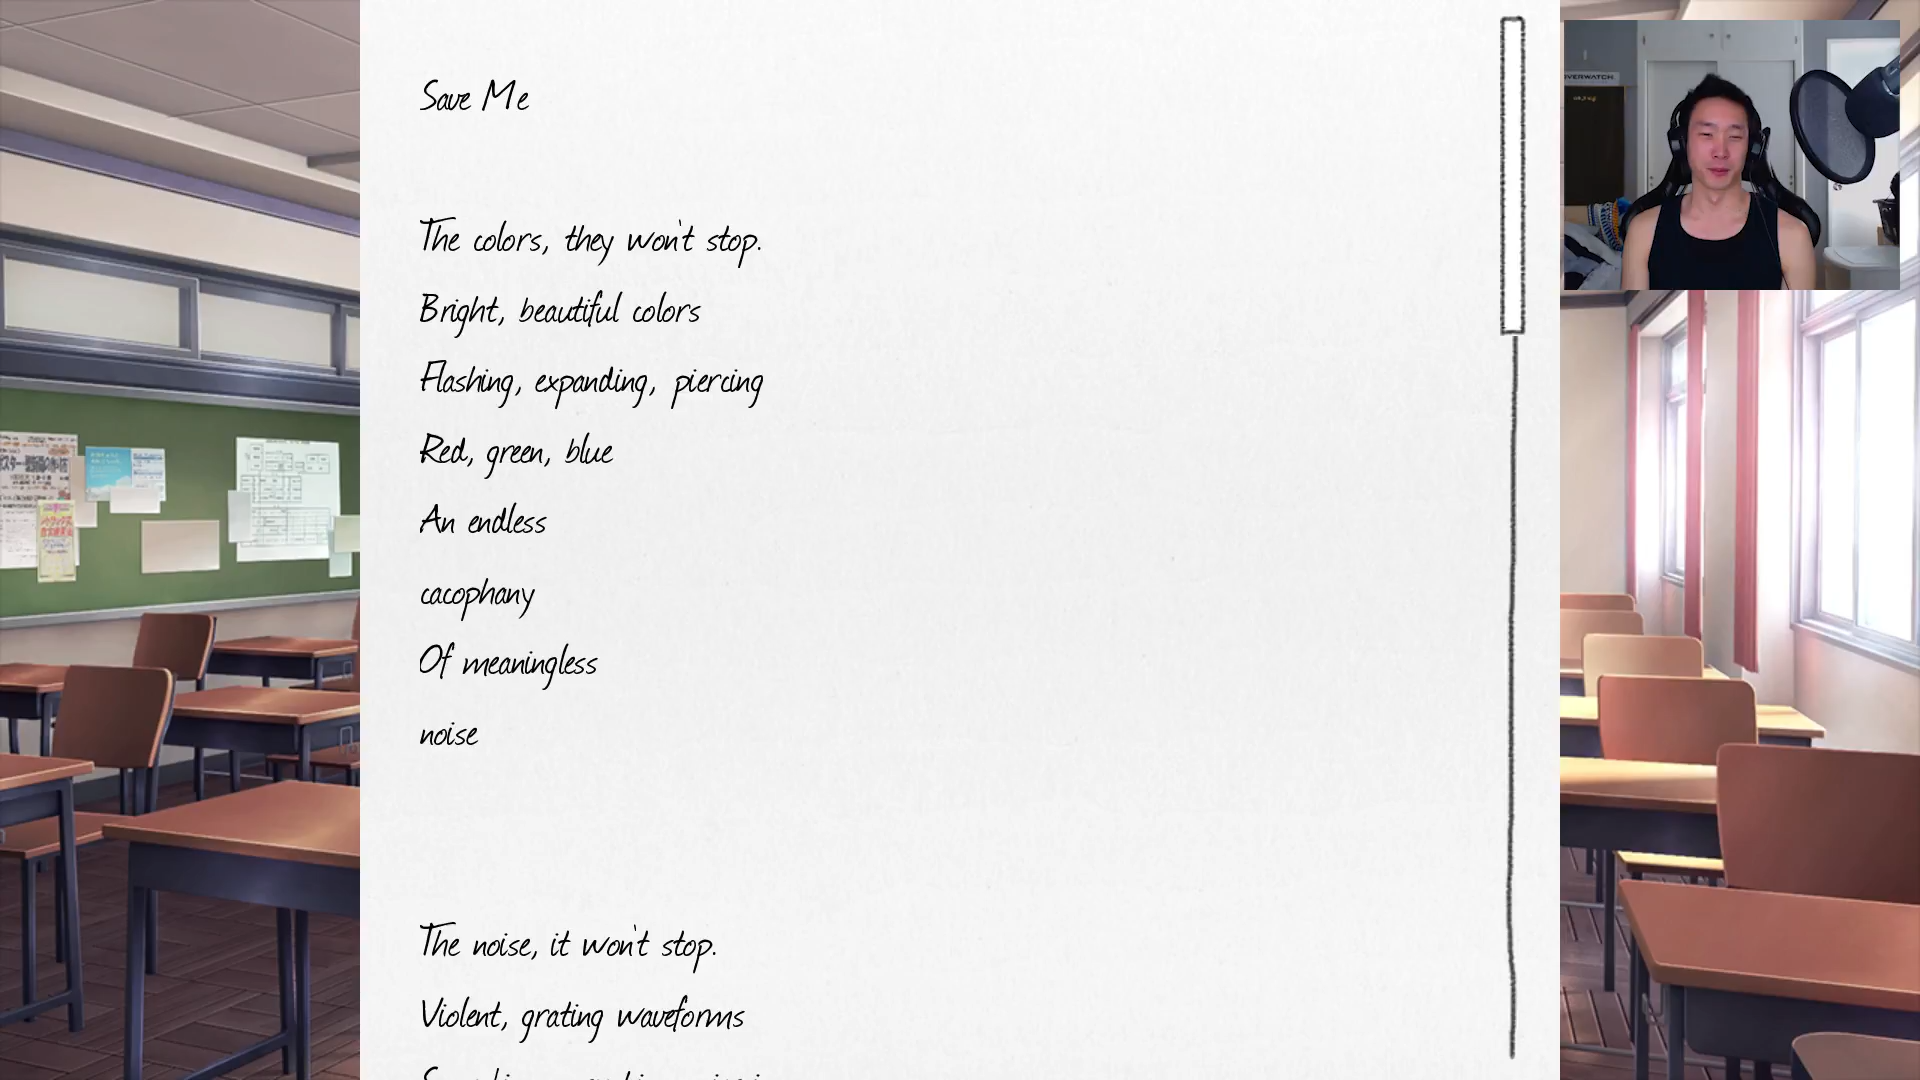 Save Me
The colors, they won't stop.
Bright, beautiful colors
Flashing, expanding, piercing
Red, green, blue
An endless
cacophany
Of meaningless
noise
The noise, it won't stop.
Violent, grating waveforms
OVERWATCH